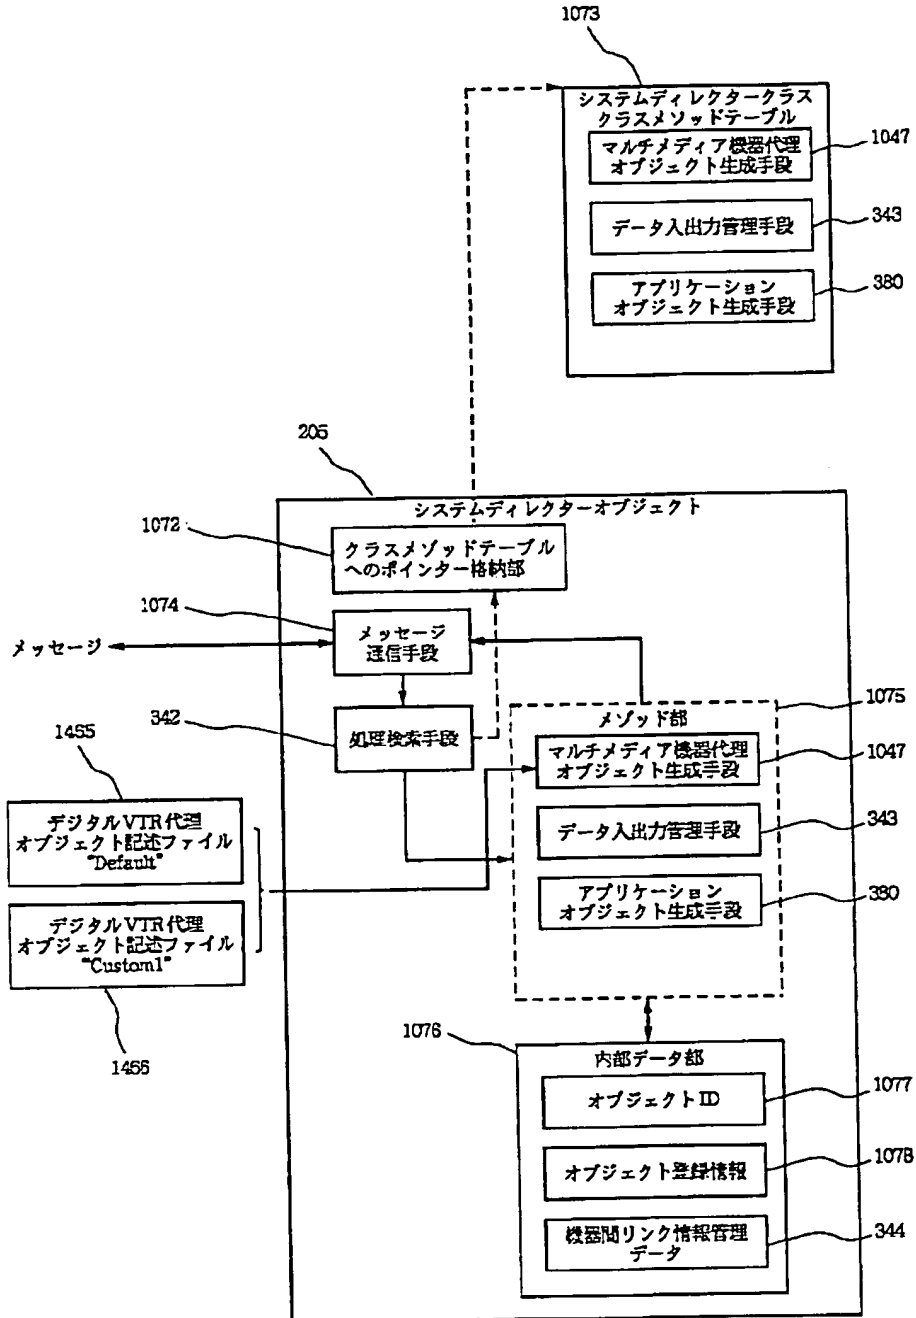 1073
システムディレクタークラス
クラスメソッドテーブル
マルチメディア機器代理
オブジェクト生成手段
1047
データ入出力管理手段
343
アプリケーション
オブジェクト生成手段
380
205
システムディレクターオブジェクト
1072
クラスメゾッドテーブル
へのポインター格納部
1074
メッセージ
メッセージ
通信手段
342
処理検索手段
1075
メゾッド部
マルチメディア機器代理
オブジェクト生成手段
1047
データ入出力管理手段
343
アプリケーション
オブジェクト生成手段
380
1465
デジタルVTR代理
オブジェクト記述ファイル
"Default"
デジタルVTR代理
オブジェクト記述ファイル
"Custom1"
1466
1076
内部データ部
オブジェクトID
1077
オブジェクト登録情報
1078
機器間リンク情報管理
データ
344